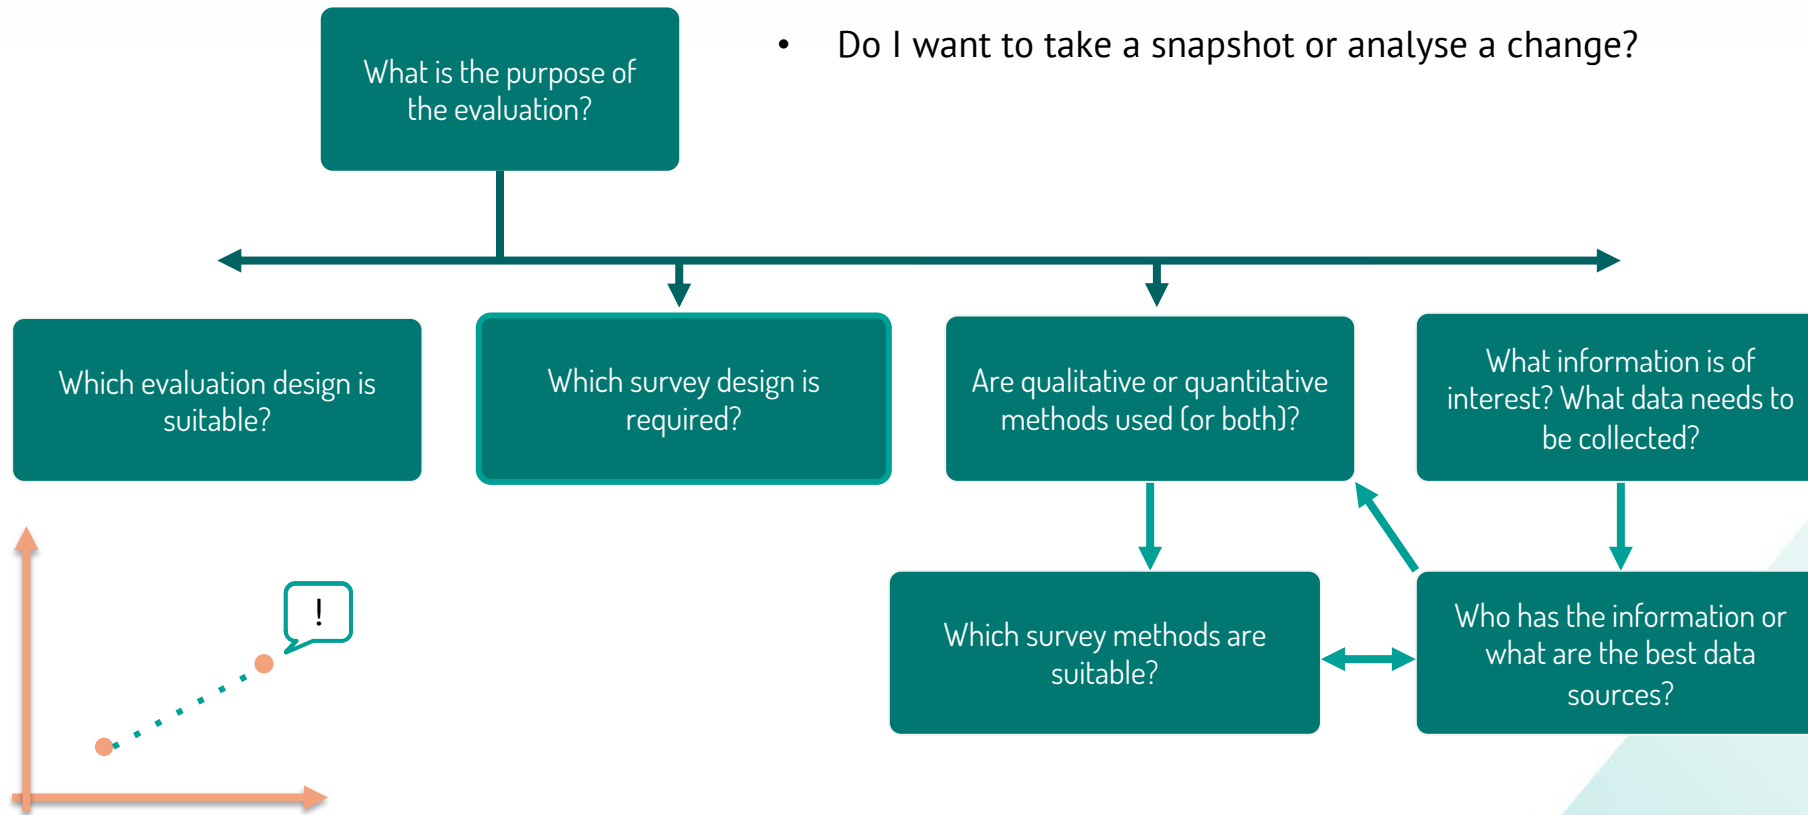 What is the purpose of
the evaluation?
• Do I want to take a snapshot or analyse a change?
Which evaluation design is
suitable?
Which survey design is
required?
Are qualitative or quantitative
methods used (or both)?
What information is of
interest? What data needs to
be collected?
!
Which survey methods are
suitable?
Who has the information or
what are the best data
sources?